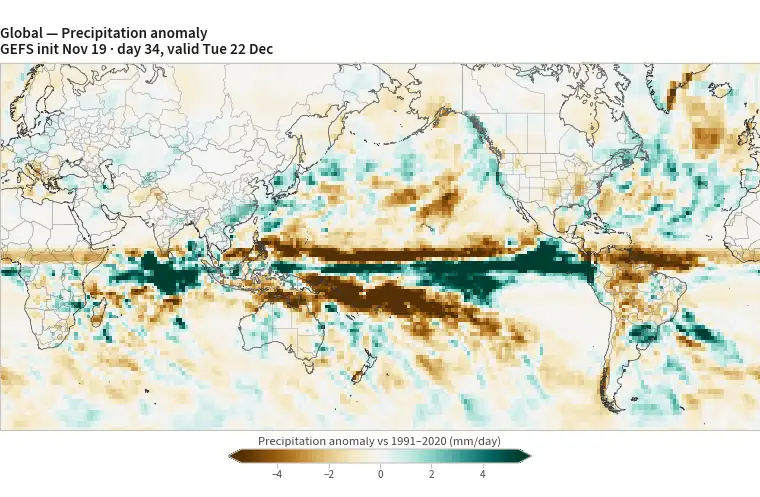 Global — Precipitation anomaly
GEFS init Nov 19 · day 34, valid Tue 22 Dec
Precipitation anomaly vs 1991–2020 (mm/day)
−4 −2 0 2 4